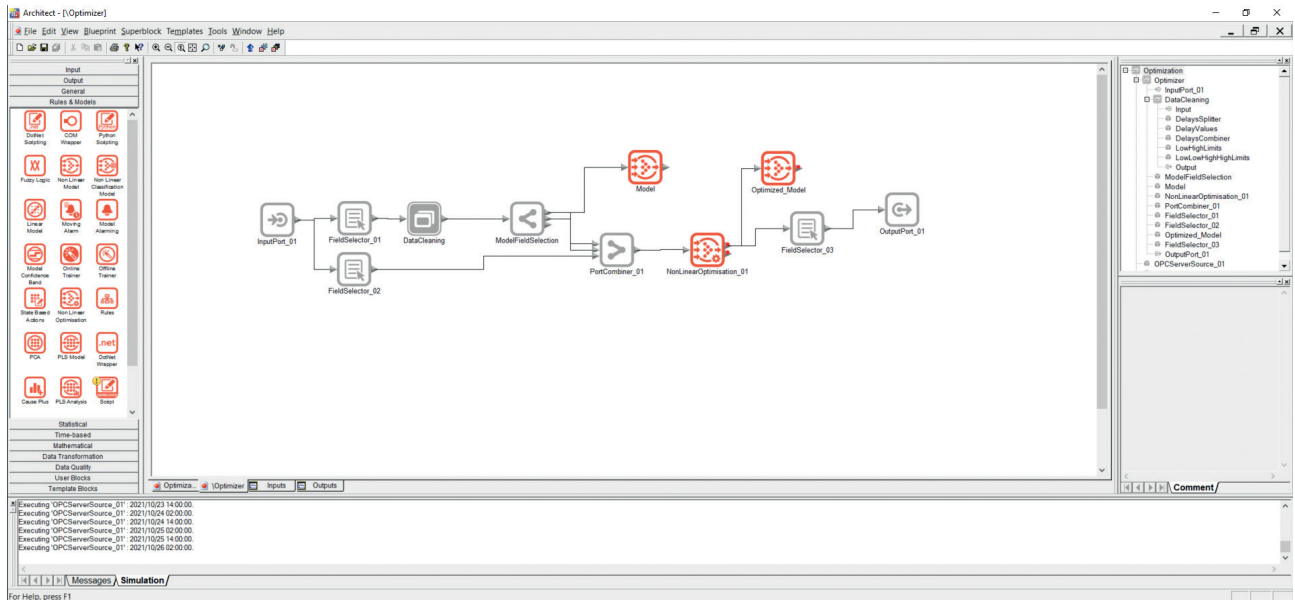 Architect - [\Optimizer]
File Edit View Blueprint Superblock Templates Tools Window Help
Input
Output
General
Rules & Models
DotNet Scripting
COM Wrapper
Python Scripting
Fuzzy Logic
Non Linear Model
Non Linear Classification Model
Linear Model
Moving Alarm
Model Alarming
Model Confidence Band
Online Trainer
Offline Trainer
State Based Actions
Non Linear Optimisation
Rules
PCA
PLS Model
.net
DotNet Wrapper
Cause Plus
PLS Analysis
Script
Statistical
Time-based
Mathematical
Data Transformation
Data Quality
User Blocks
Template Blocks
InputPort_01
FieldSelector_01
DataCleaning
ModelFieldSelection
FieldSelector_02
Model
PortCombiner_01
NonLinearOptimisation_01
Optimized_Model
FieldSelector_03
OutputPort_01
Optimiza...
\Optimizer
Inputs
Outputs
Optimization
Optimizer
InputPort_01
DataCleaning
Input
DelaysSplitter
DelayValues
DelaysCombiner
LowHighLimits
LowLowHighHighLimits
Output
ModelFieldSelection
Model
NonLinearOptimisation_01
PortCombiner_01
FieldSelector_01
FieldSelector_02
Optimized_Model
FieldSelector_03
OutputPort_01
OPCServerSource_01
Comment
Executing 'OPCServerSource_01' : 2021/10/23 14:00:00.
Executing 'OPCServerSource_01' : 2021/10/24 02:00:00.
Executing 'OPCServerSource_01' : 2021/10/24 14:00:00.
Executing 'OPCServerSource_01' : 2021/10/25 02:00:00.
Executing 'OPCServerSource_01' : 2021/10/25 14:00:00.
Executing 'OPCServerSource_01' : 2021/10/26 02:00:00.
Messages
Simulation
For Help, press F1